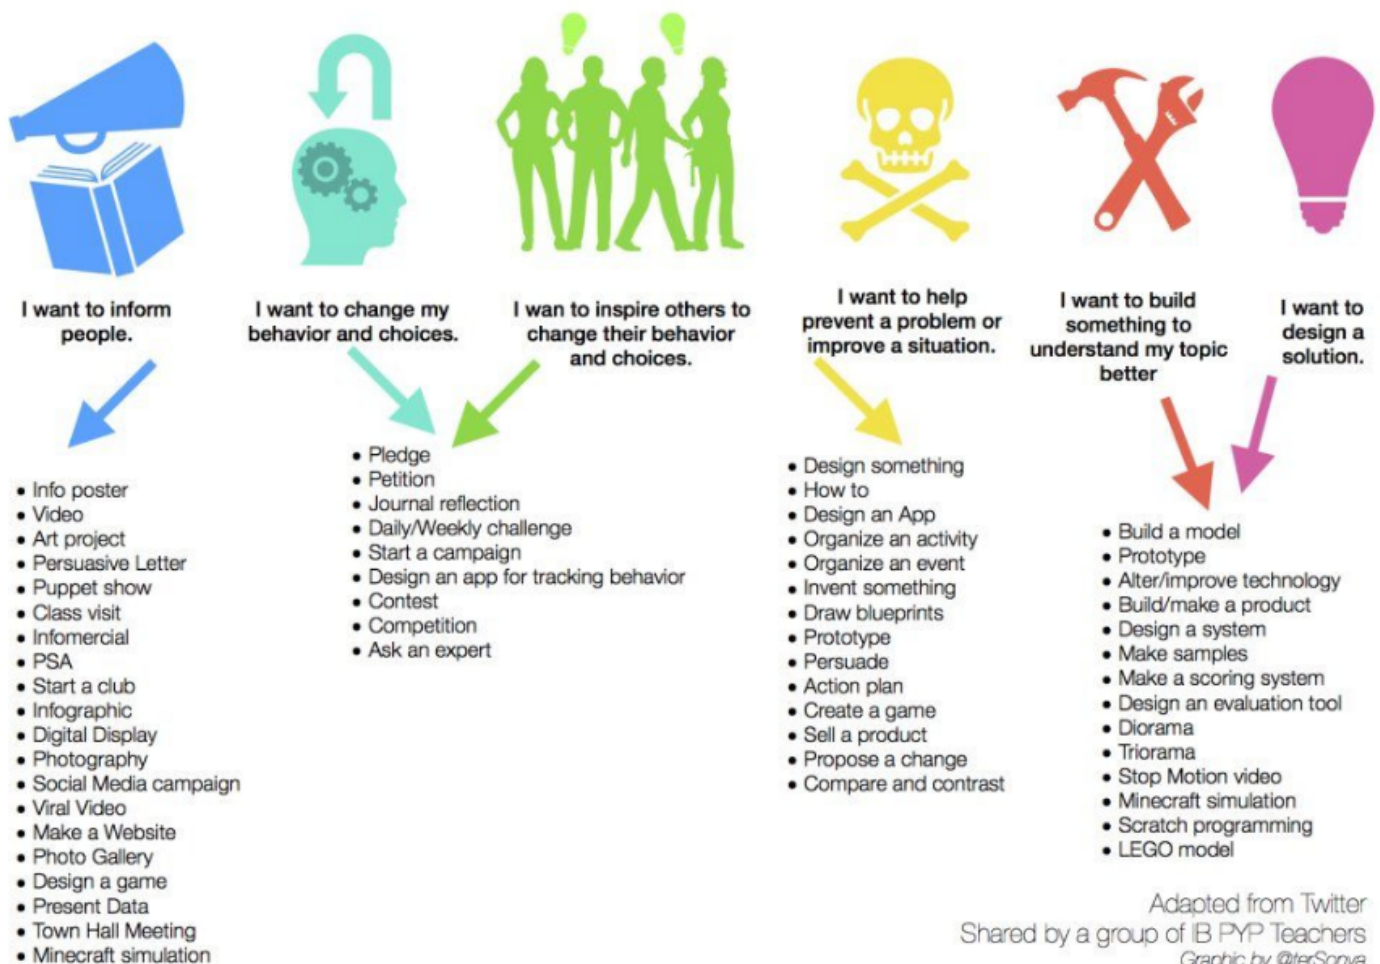 I want to inform
people.
I want to change my
behavior and choices.
I wan to inspire others to
change their behavior
and choices.
I want to help
prevent a problem or
improve a situation.
I want to build
something to
understand my topic
better
I want to
design a
solution.
• Info poster
• Video
• Art project
• Persuasive Letter
• Puppet show
• Class visit
• Infomercial
• PSA
• Start a club
• Infographic
• Digital Display
• Photography
• Social Media campaign
• Viral Video
• Make a Website
• Photo Gallery
• Design a game
• Present Data
• Town Hall Meeting
• Minecraft simulation
• Pledge
• Petition
• Journal reflection
• Daily/Weekly challenge
• Start a campaign
• Design an app for tracking behavior
• Contest
• Competition
• Ask an expert
• Design something
• How to
• Design an App
• Organize an activity
• Organize an event
• Invent something
• Draw blueprints
• Prototype
• Persuade
• Action plan
• Create a game
• Sell a product
• Propose a change
• Compare and contrast
• Build a model
• Prototype
• Alter/improve technology
• Build/make a product
• Design a system
• Make samples
• Make a scoring system
• Design an evaluation tool
• Diorama
• Triorama
• Stop Motion video
• Minecraft simulation
• Scratch programming
• LEGO model
Adapted from Twitter
Shared by a group of IB PYP Teachers
Graphic by @terSonya